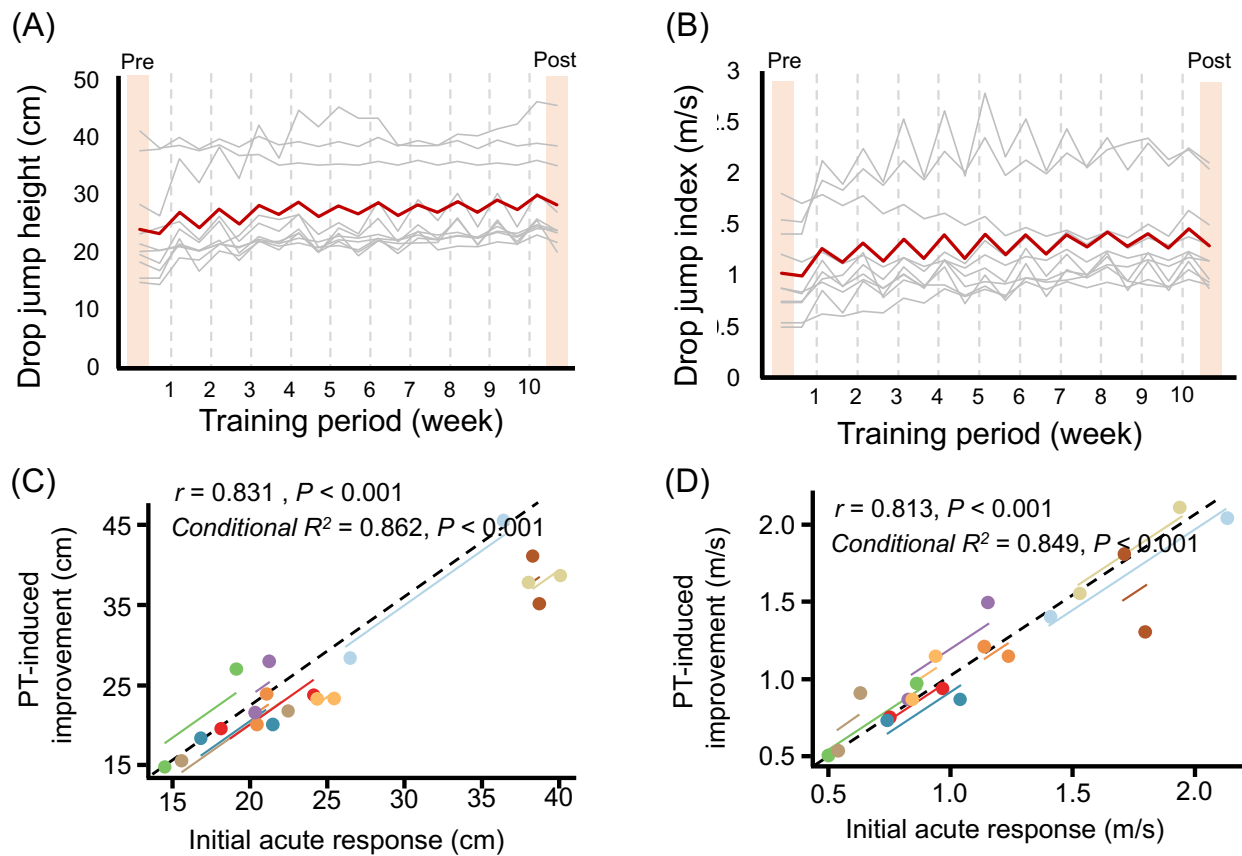 (A)
Pre
Post
50
40
30
20
10
0
Drop jump height (cm)
1 2 3 4 5 6 7 8 9 10
Training period (week)
(B)
Pre
Post
3
2.5
2
.5
1
).5
0
Drop jump index (m/s)
1 2 3 4 5 6 7 8 9 10
Training period (week)
(C)
r = 0.831 , P < 0.001
Conditional R² = 0.862, P < 0.001
45
35
25
15
PT-induced
improvement (cm)
15 20 25 30 35 40
Initial acute response (cm)
(D)
r = 0.813, P < 0.001
Conditional R² = 0.849, P < 0.001
2.0
1.5
1.0
0.5
PT-induced
improvement (m/s)
0.5 1.0 1.5 2.0
Initial acute response (m/s)